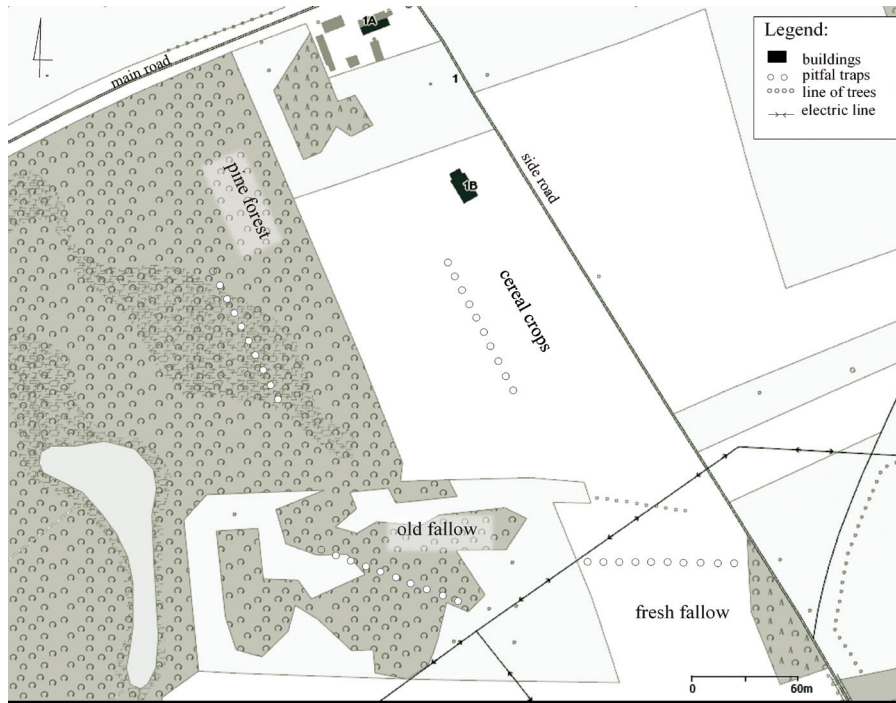 1A
main road
1
Legend:
buildings
pitfal traps
line of trees
electric line
side road
pine forest
1B
cereal crops
old fallow
fresh fallow
0 60m